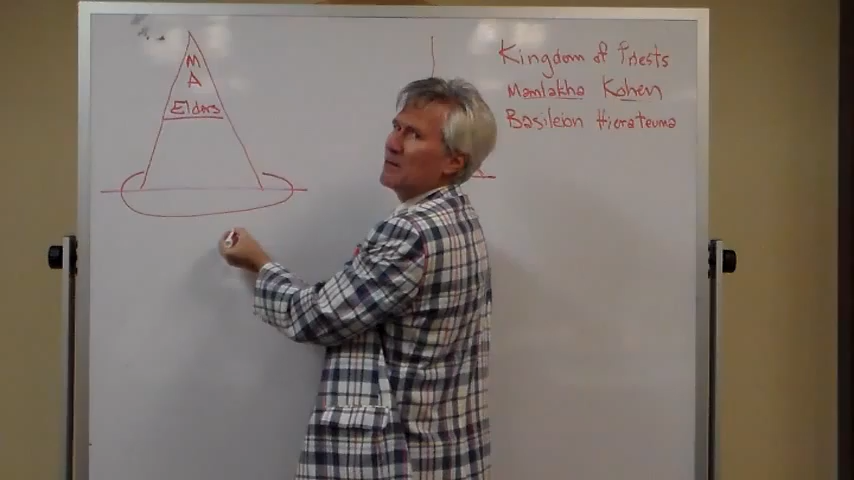 M
A
Elders
Kingdom of Priests
Mamlakha Kohen
Basileion Hierateuma